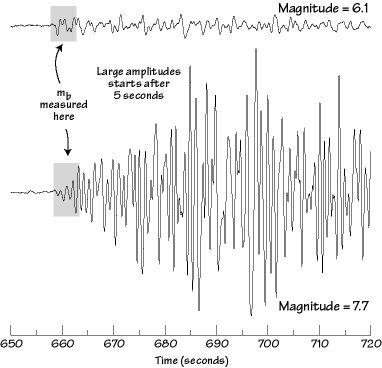 Magnitude = 6.1
Large amplitudes
starts after
5 seconds
mb
measured
here
Magnitude = 7.7
650 660 670 680 690 700 710 720
Time (seconds)